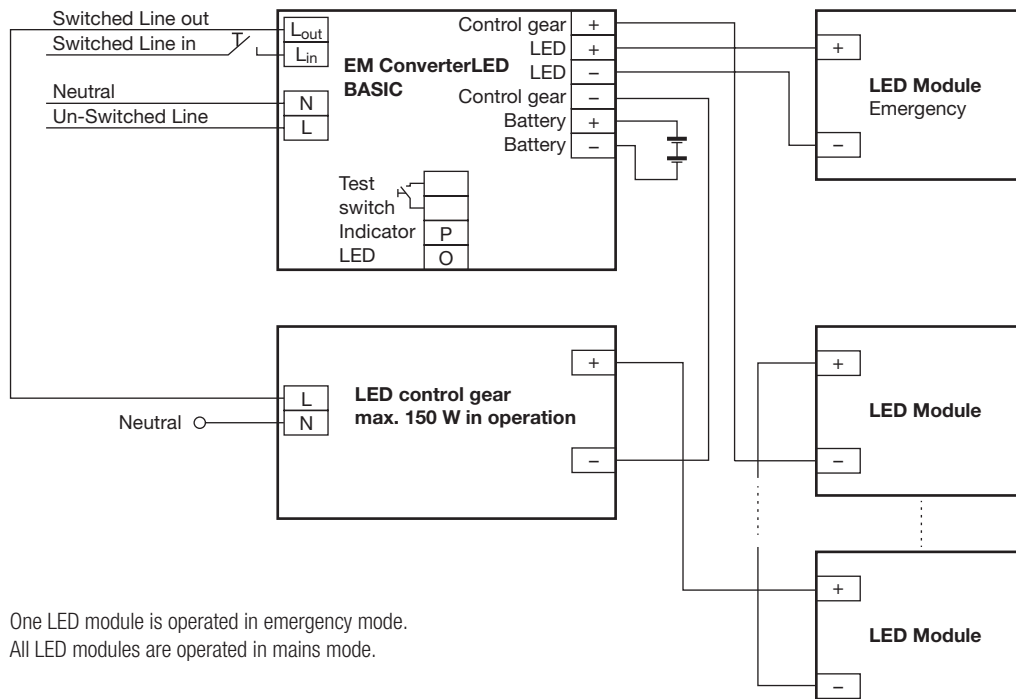 Switched Line out
Switched Line in
Neutral
Un-Switched Line
Lout
Lin
N
L
EM ConverterLED
BASIC
Control gear +
LED +
LED –
Control gear –
Battery +
Battery –
Test
switch
Indicator P
LED O
+
LED Module
Emergency
–
LED control gear
max. 150 W in operation
L
N
Neutral
+
–
+
LED Module
–
+
LED Module
–
One LED module is operated in emergency mode.
All LED modules are operated in mains mode.